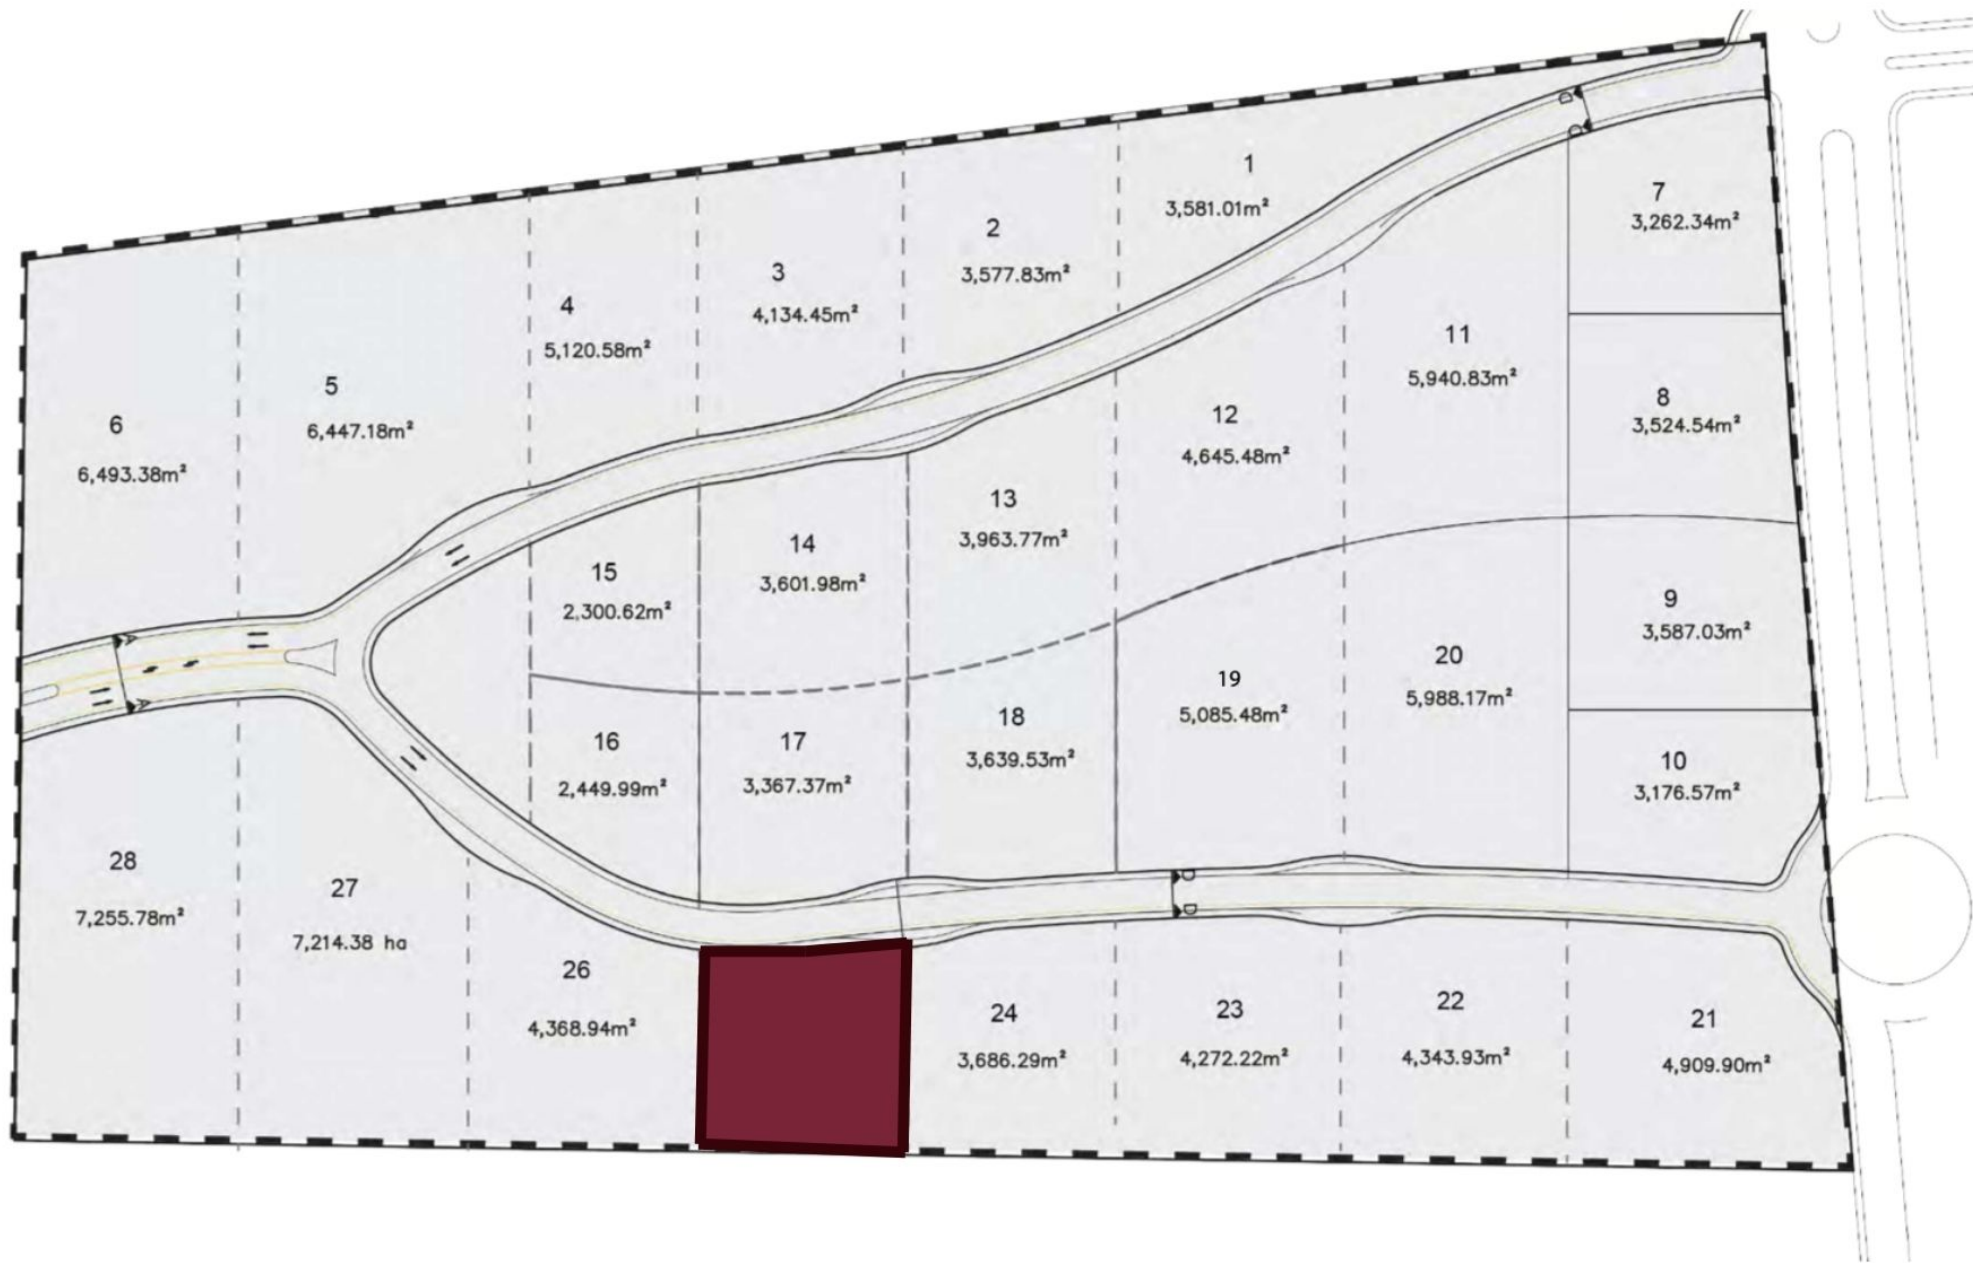 1
3,581.01m²
2
3,577.83m²
3
4,134.45m²
4
5,120.58m²
5
6,447.18m²
6
6,493.38m²
7
3,262.34m²
8
3,524.54m²
9
3,587.03m²
10
3,176.57m²
11
5,940.83m²
12
4,645.48m²
13
3,963.77m²
14
3,601.98m²
15
2,300.62m²
16
2,449.99m²
17
3,367.37m²
18
3,639.53m²
19
5,085.48m²
20
5,988.17m²
21
4,909.90m²
22
4,343.93m²
23
4,272.22m²
24
3,686.29m²
26
4,368.94m²
27
7,214.38 ha
28
7,255.78m²